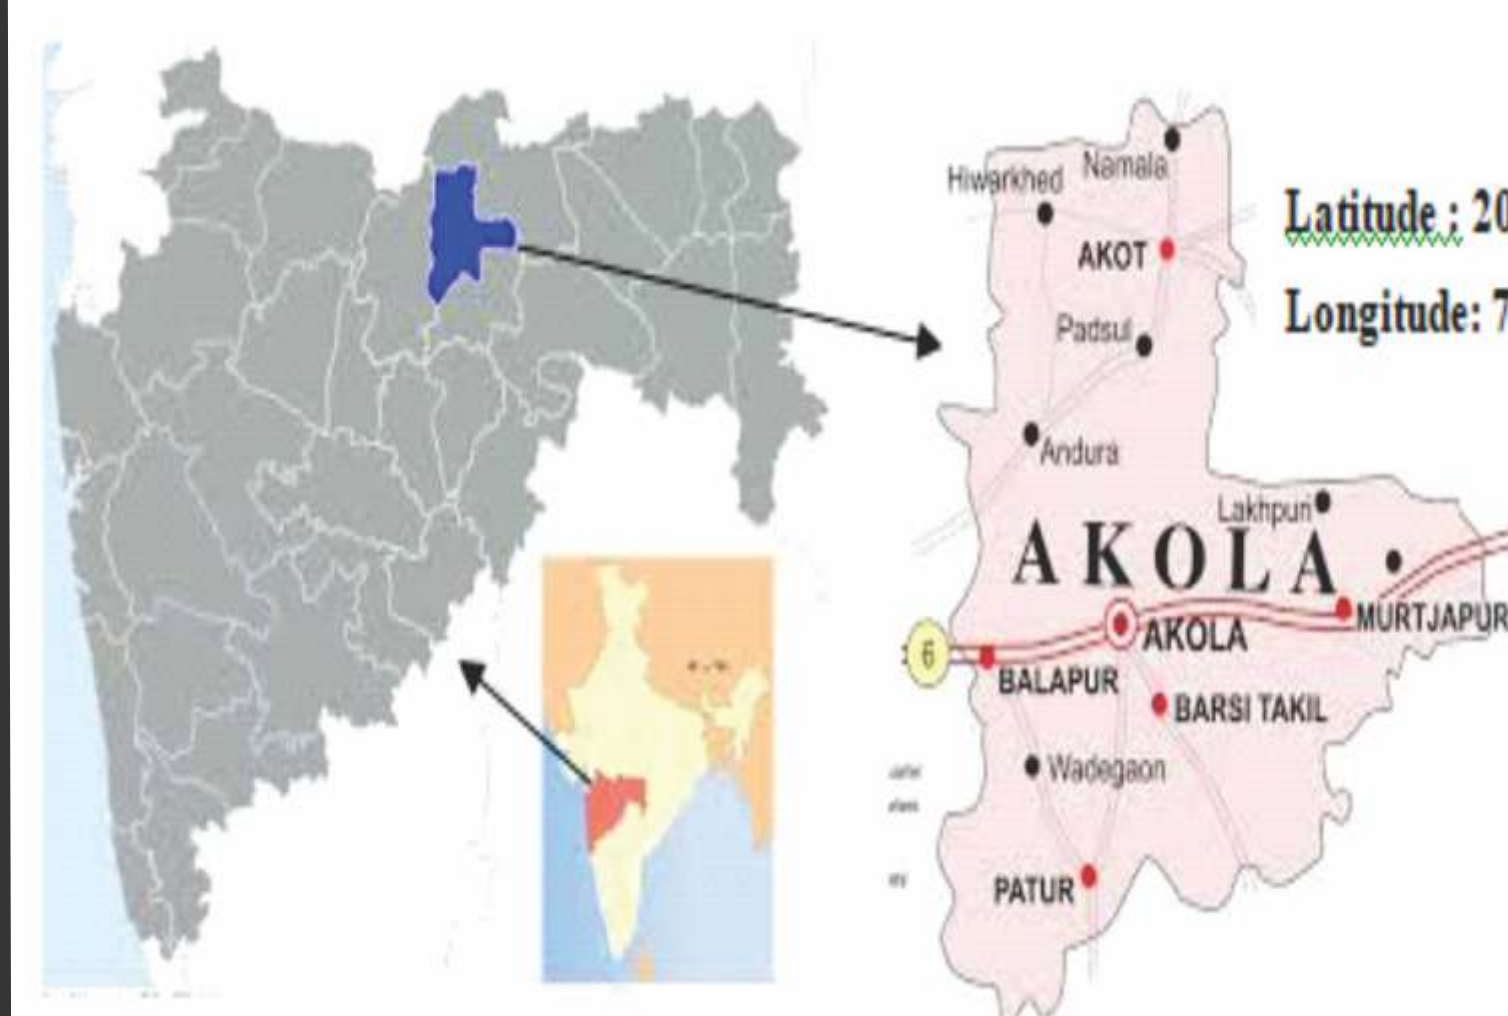 Hiwarkhed
Namala
Latitude : 20
AKOT
Longitude: 7
Padsul
Andura
Lakhpuri
AKOLA
MURTJAPUR
6
AKOLA
BALAPUR
BARSI TAKIL
Wadegaon
PATUR